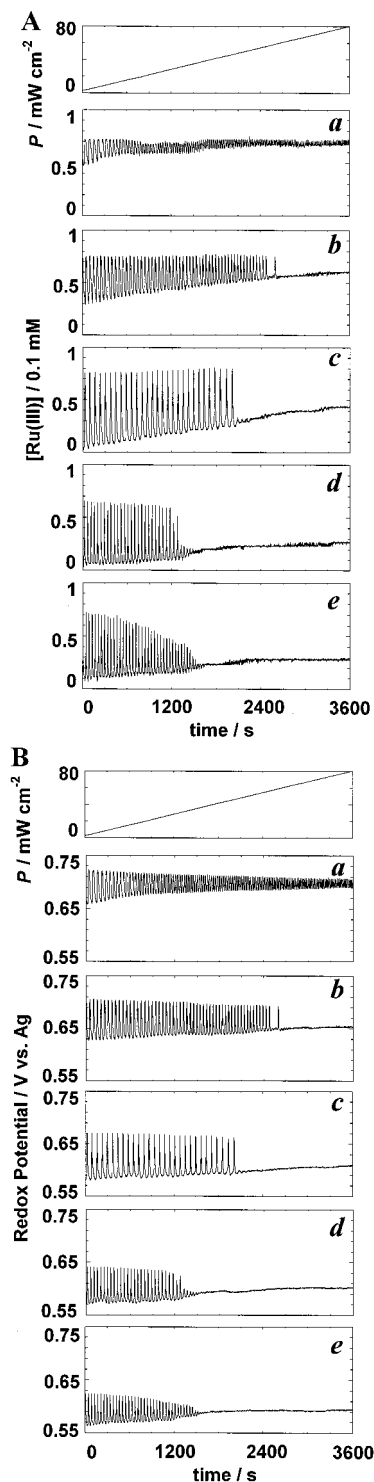 A
80
0
P / mW cm-2
a
1
0.5
0
b
1
0.5
0
c
1
0.5
0
[Ru(III)] / 0.1 mM
d
1
0.5
0
e
1
0.5
0
0 1200 2400 3600
time / s
B
80
0
P / mW cm-2
a
0.75
0.65
0.55
b
0.75
0.65
0.55
c
0.75
0.65
0.55
Redox Potential / V vs. Ag
d
0.75
0.65
0.55
e
0.75
0.65
0.55
0 1200 2400 3600
time / s